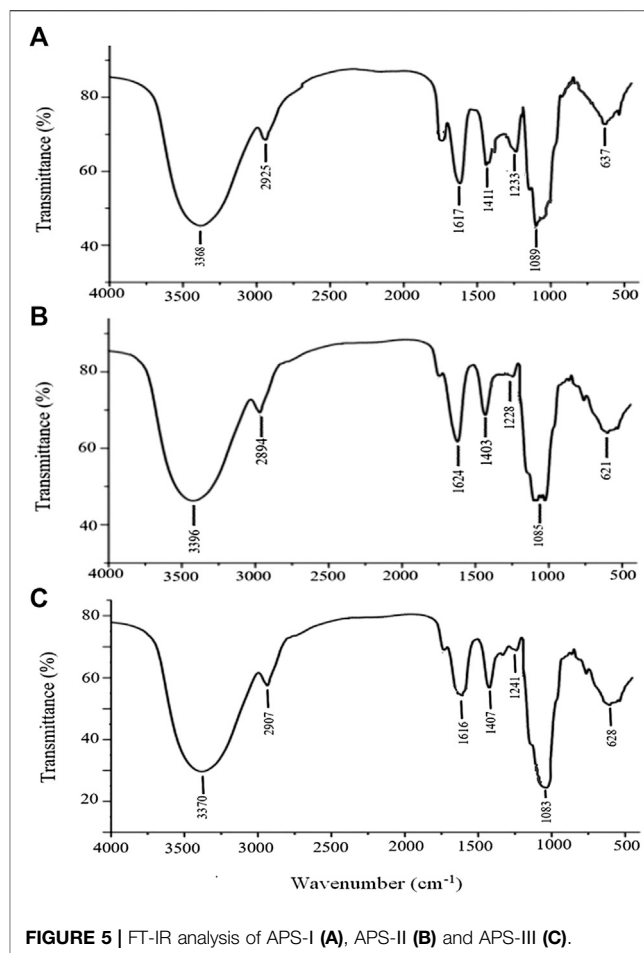 A
80
60
40
Transmittance (%)
3368
2925
1617
1411
1233
1089
637
4000 3500 3000 2500 2000 1500 1000 500
B
80
60
40
Transmittance (%)
3396
2894
1624
1403
1228
1085
621
4000 3500 3000 2500 2000 1500 1000 500
C
80
60
40
20
Transmittance (%)
3370
2907
1616
1407
1241
1083
628
4000 3500 3000 2500 2000 1500 1000 500
Wavenumber (cm⁻¹)
FIGURE 5 | FT-IR analysis of APS-I (A), APS-II (B) and APS-III (C).